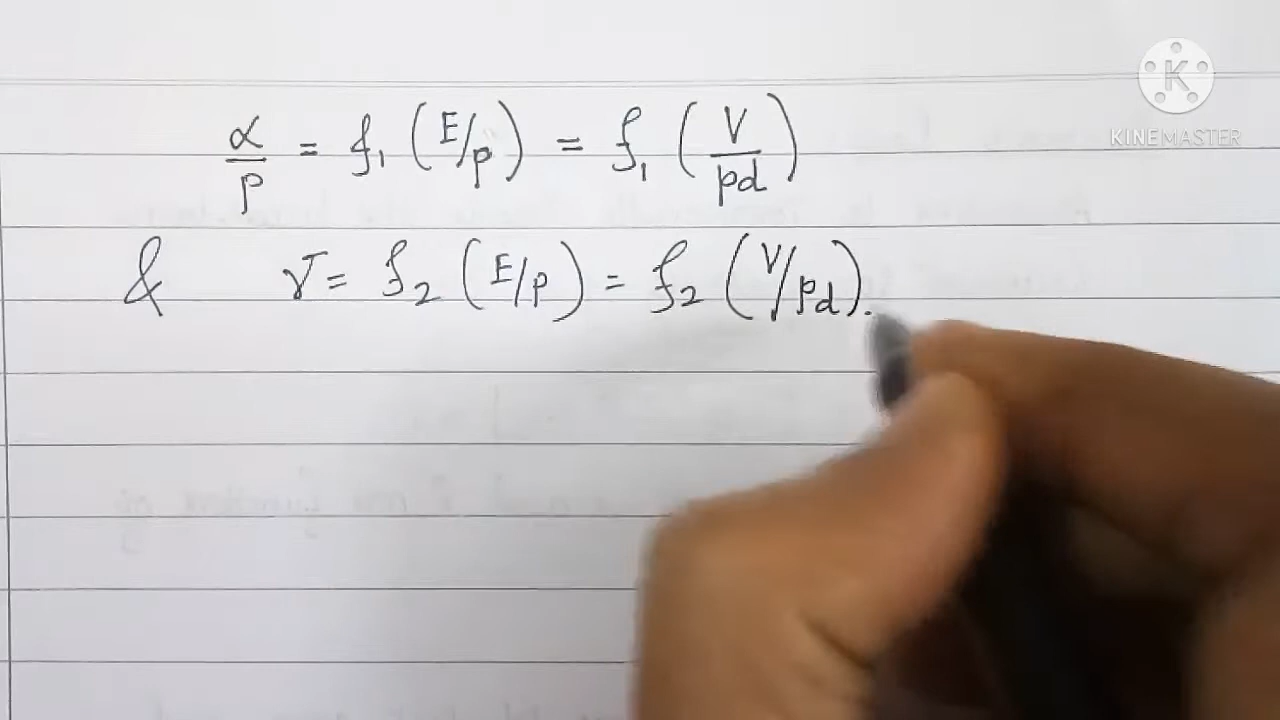 α/p = f₁ (E/p) = f₁ (V/pd)
& γ = f₂ (E/p) = f₂ (V/pd).
K
KINEMASTER